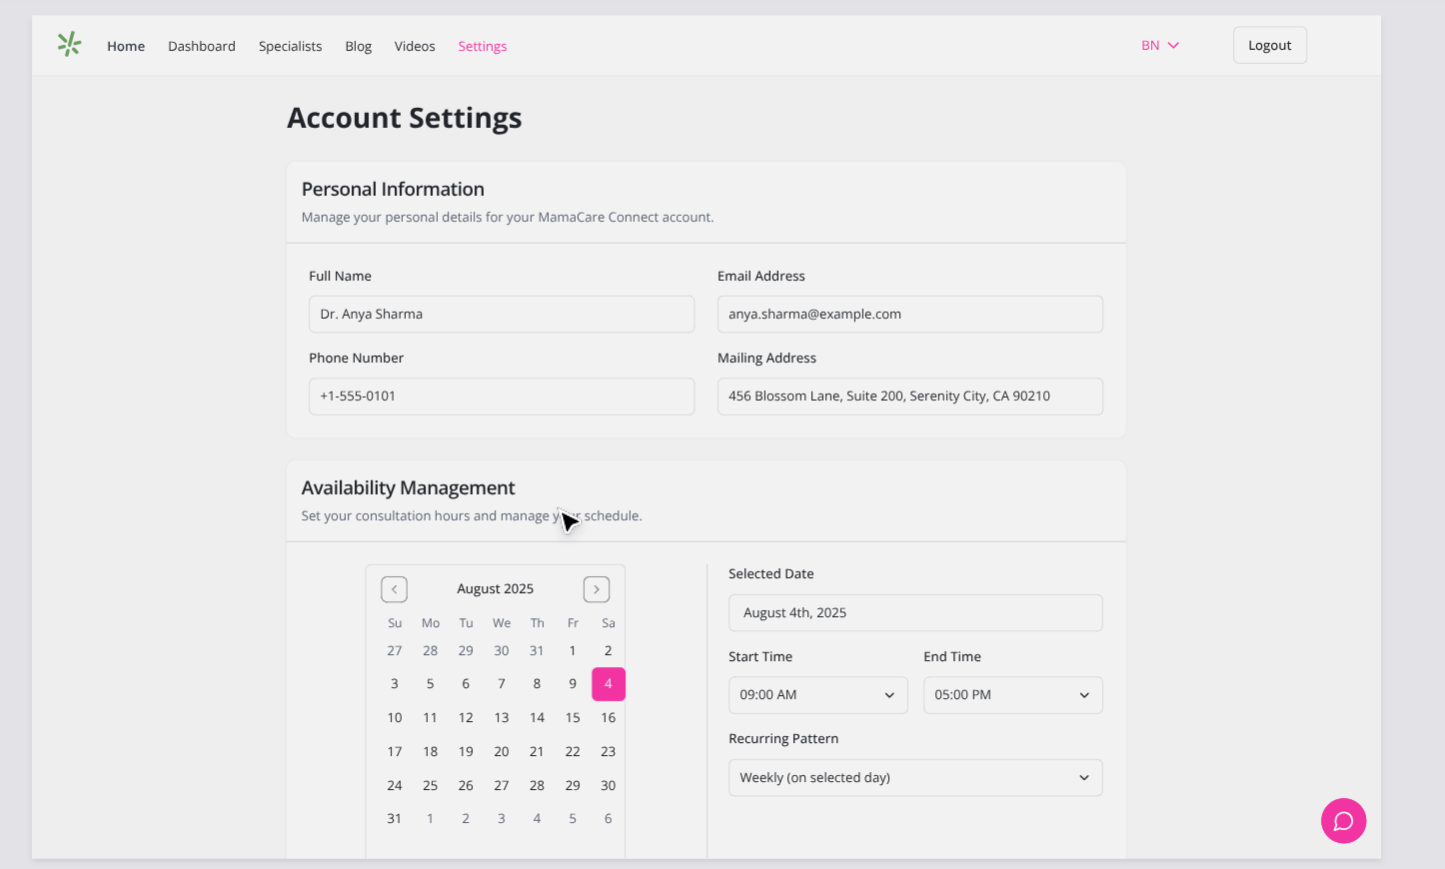 Home Dashboard Specialists Blog Videos Settings BN Logout
Account Settings
Personal Information
Manage your personal details for your MamaCare Connect account.
Full Name Email Address
Dr. Anya Sharma anya.sharma@example.com
Phone Number Mailing Address
+1-555-0101 456 Blossom Lane, Suite 200, Serenity City, CA 90210
Availability Management
Set your consultation hours and manage schedule.
August 2025
Su Mo Tu We Th Fr Sa
27 28 29 30 31 1 2
3 5 6 7 8 9 4
10 11 12 13 14 15 16
17 18 19 20 21 22 23
24 25 26 27 28 29 30
31 1 2 3 4 5 6
Selected Date
August 4th, 2025
Start Time End Time
09:00 AM 05:00 PM
Recurring Pattern
Weekly (on selected day)